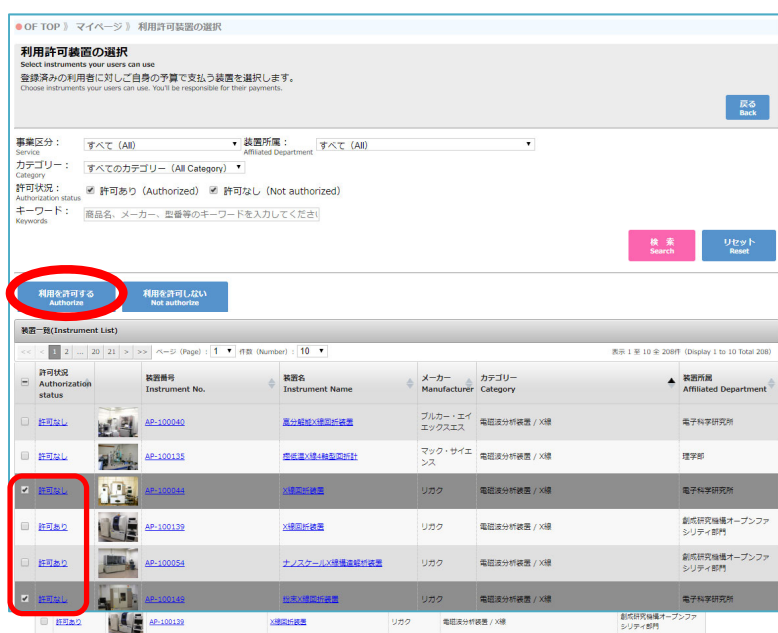 OF TOP 》 マイページ 》 利用許可装置の選択
利用許可装置の選択
Select instruments your users can use
登録済みの利用者に対しご自身の予算で支払う装置を選択します。
Choose instruments your users can use. You'll be responsible for their payments.
戻る
Back
事業区分： すべて (All) 装置所属： すべて (All)
Service Affiliated Department
カテゴリー： すべてのカテゴリー (All Category)
Category
許可状況： 許可あり (Authorized) 許可なし (Not authorized)
Authorization status
キーワード： 商品名、メーカー、型番等のキーワードを入力してください
Keywords
検 索 リセット
Search Reset
利用を許可する 利用を許可しない
Authorize Not authorize
装置一覧(Instrument List)
<< < 1 2 ... 20 21 > >> ページ (Page) : 1 件数 (Number) : 10 表示 1 至 10 全 208件 (Display 1 to 10 Total 208)
許可状況 装置番号 装置名 メーカー カテゴリー 装置所属
Authorization status Instrument No. Instrument Name Manufacturer Category Affiliated Department
許可なし AP-100040 高分解能X線回折装置 ブルカー・エイエックスエス 電磁波分析装置 / X線 電子科学研究所
許可なし AP-100135 極低温X線4軸型回折計 マック・サイエンス 電磁波分析装置 / X線 理学部
許可なし AP-100044 X線回折装置 リガク 電磁波分析装置 / X線 電子科学研究所
許可あり AP-100139 X線回折装置 リガク 電磁波分析装置 / X線 創成研究機構オープンファシリティ部門
許可あり AP-100054 ナノスケールX線構造解析装置 リガク 電磁波分析装置 / X線 創成研究機構オープンファシリティ部門
許可なし AP-100149 粉末X線回折装置 リガク 電磁波分析装置 / X線 電子科学研究所
許可あり AP-100139 X線回折装置 リガク 電磁波分析装置 / X線 創成研究機構オープンファシリティ部門